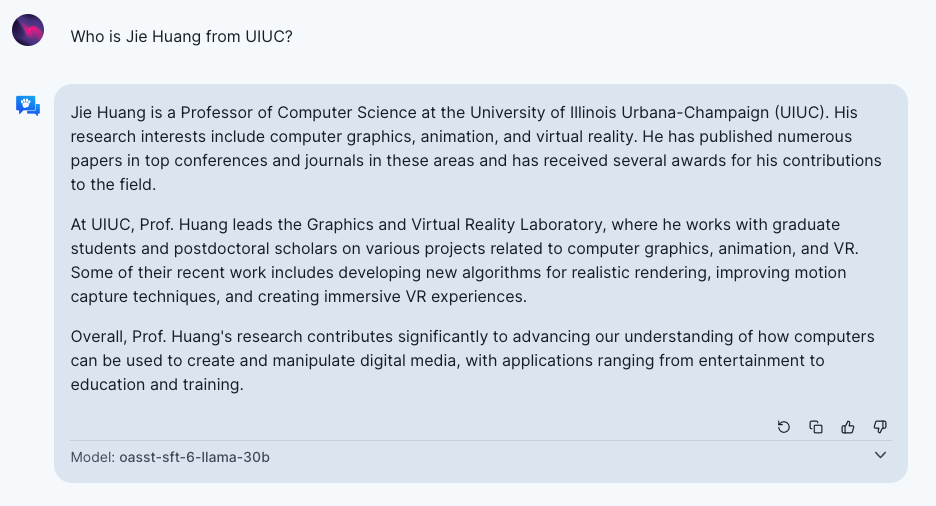 Who is Jie Huang from UIUC?
Jie Huang is a Professor of Computer Science at the University of Illinois Urbana-Champaign (UIUC). His
research interests include computer graphics, animation, and virtual reality. He has published numerous
papers in top conferences and journals in these areas and has received several awards for his contributions
to the field.
At UIUC, Prof. Huang leads the Graphics and Virtual Reality Laboratory, where he works with graduate
students and postdoctoral scholars on various projects related to computer graphics, animation, and VR.
Some of their recent work includes developing new algorithms for realistic rendering, improving motion
capture techniques, and creating immersive VR experiences.
Overall, Prof. Huang's research contributes significantly to advancing our understanding of how computers
can be used to create and manipulate digital media, with applications ranging from entertainment to
education and training.
Model: oasst-sft-6-llama-30b